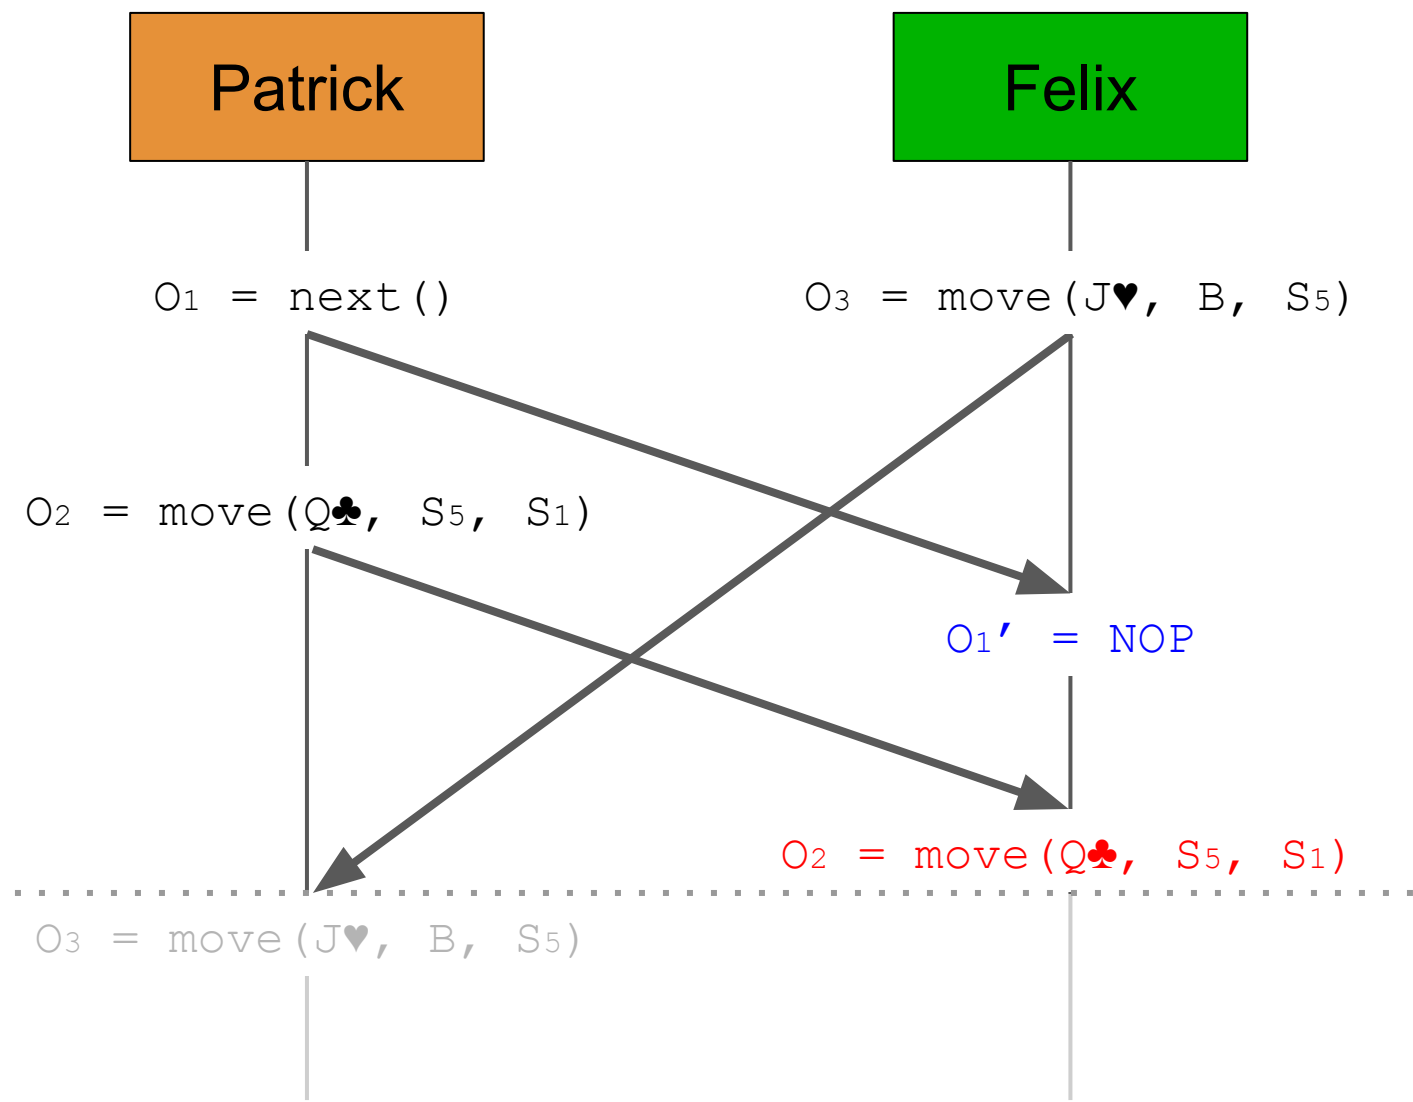 Patrick
Felix
O1 = next()
O3 = move(J♥, B, S5)
O2 = move(Q♣, S5, S1)
O1′ = NOP
O2 = move(Q♣, S5, S1)
O3 = move(J♥, B, S5)